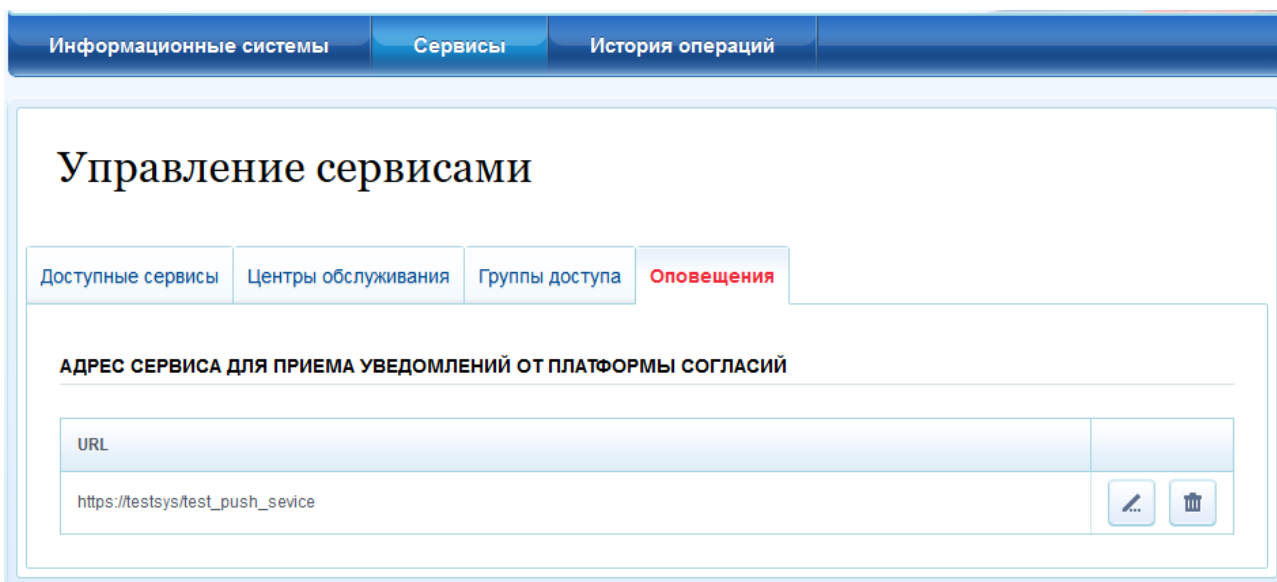 Информационные системы Сервисы История операций
Управление сервисами
Доступные сервисы Центры обслуживания Группы доступа Оповещения
АДРЕС СЕРВИСА ДЛЯ ПРИЕМА УВЕДОМЛЕНИЙ ОТ ПЛАТФОРМЫ СОГЛАСИЙ
URL
https://testsys/test_push_sevice